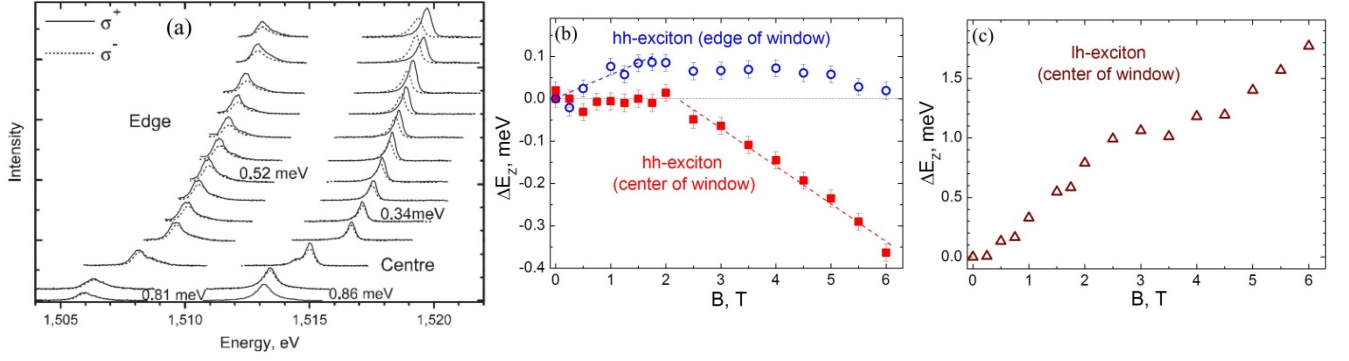 σ⁺
σ⁻
(a)
Edge
0.52 meV
0.34meV
Centre
0.81 meV
0.86 meV
Intensity
1,505 1,510 1,515 1,520
Energy, eV
(b)
hh-exciton (edge of window)
hh-exciton
(center of window)
0.1
0.0
-0.1
-0.2
-0.3
-0.4
ΔE_Z, meV
0 1 2 3 4 5 6
B, T
(c)
lh-exciton
(center of window)
1.5
1.0
0.5
0.0
ΔE_Z, meV
0 1 2 3 4 5 6
B, T